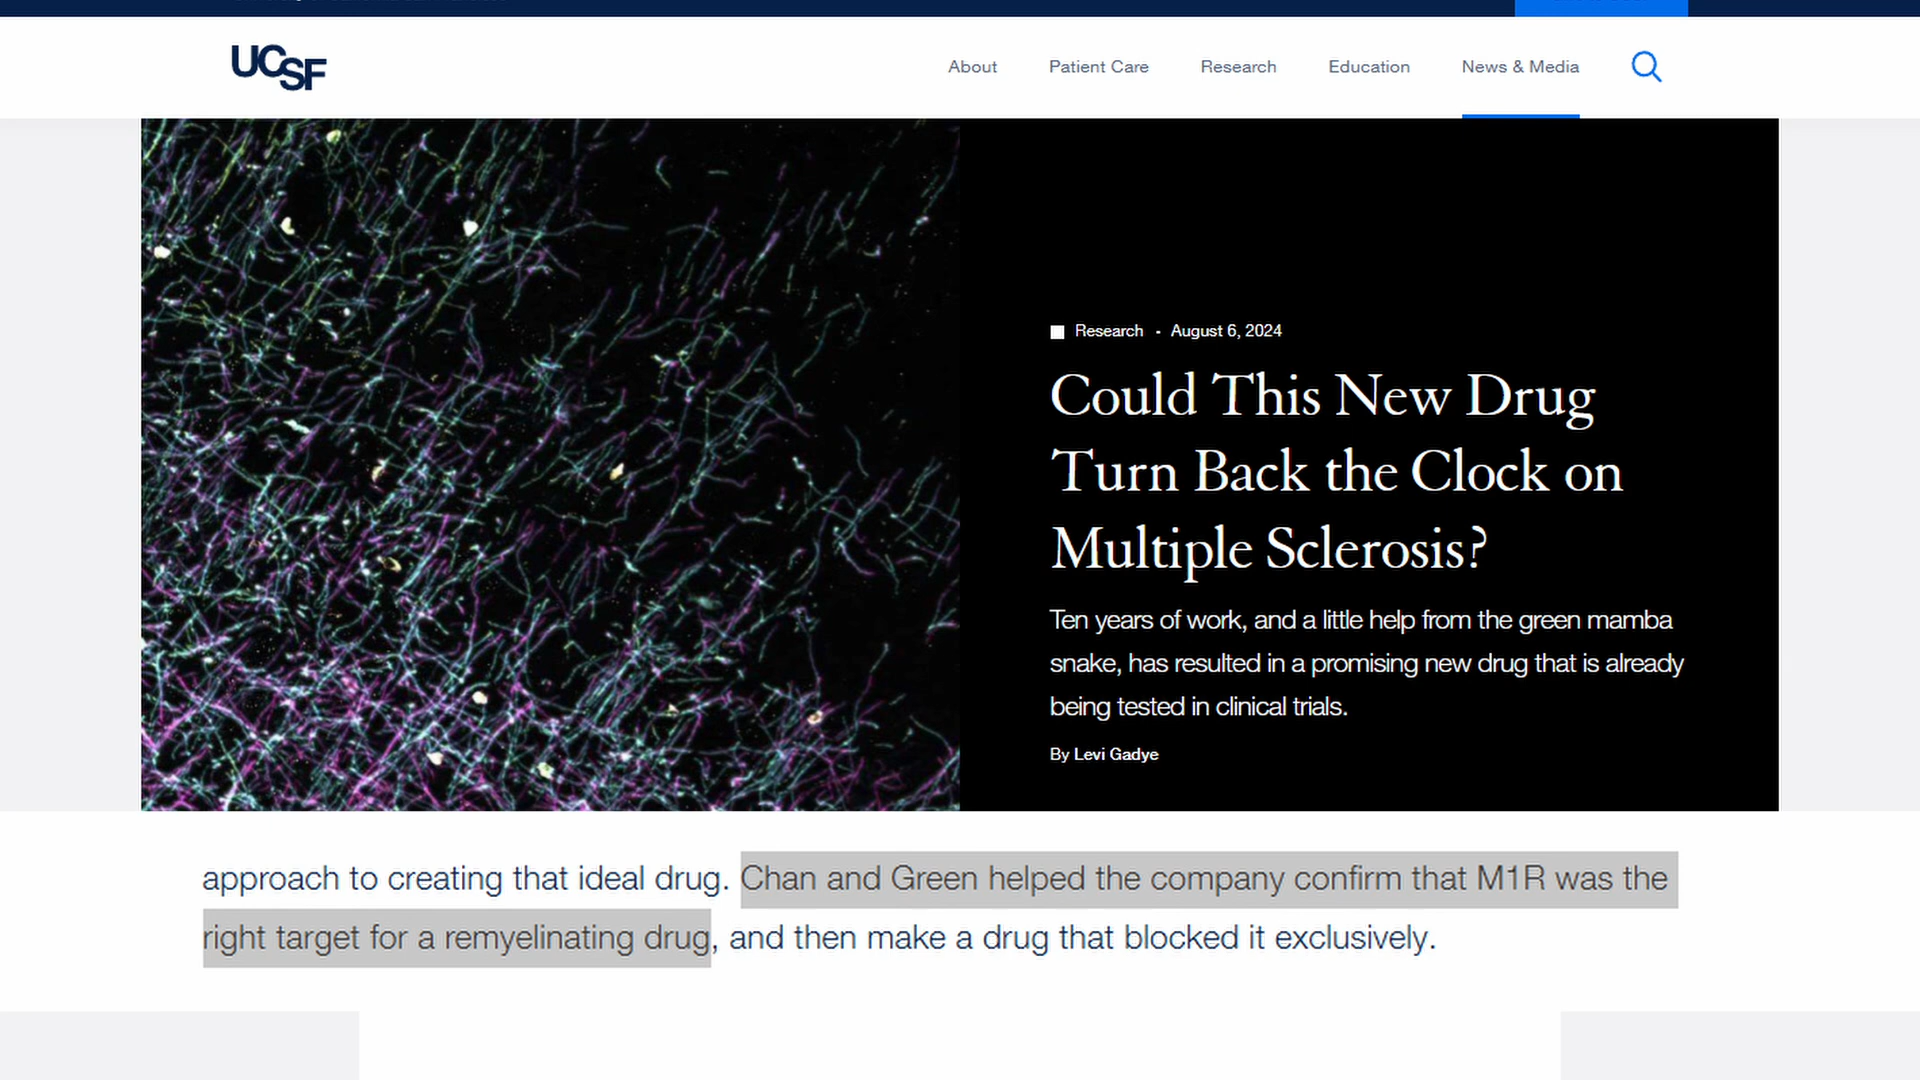 UCSF
About Patient Care Research Education News & Media
Research · August 6, 2024
Could This New Drug
Turn Back the Clock on
Multiple Sclerosis?
Ten years of work, and a little help from the green mamba
snake, has resulted in a promising new drug that is already
being tested in clinical trials.
By Levi Gadye
approach to creating that ideal drug. Chan and Green helped the company confirm that M1R was the
right target for a remyelinating drug, and then make a drug that blocked it exclusively.